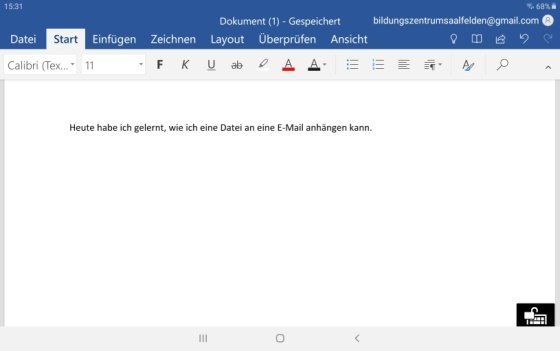 15:31
68%
Dokument (1) - Gespeichert
bildungszentrumsaalfelden@gmail.com
Datei Start Einfügen Zeichnen Layout Überprüfen Ansicht
Calibri (Tex... 11 F K U ab A A
Heute habe ich gelernt, wie ich eine Datei an eine E-Mail anhängen kann.